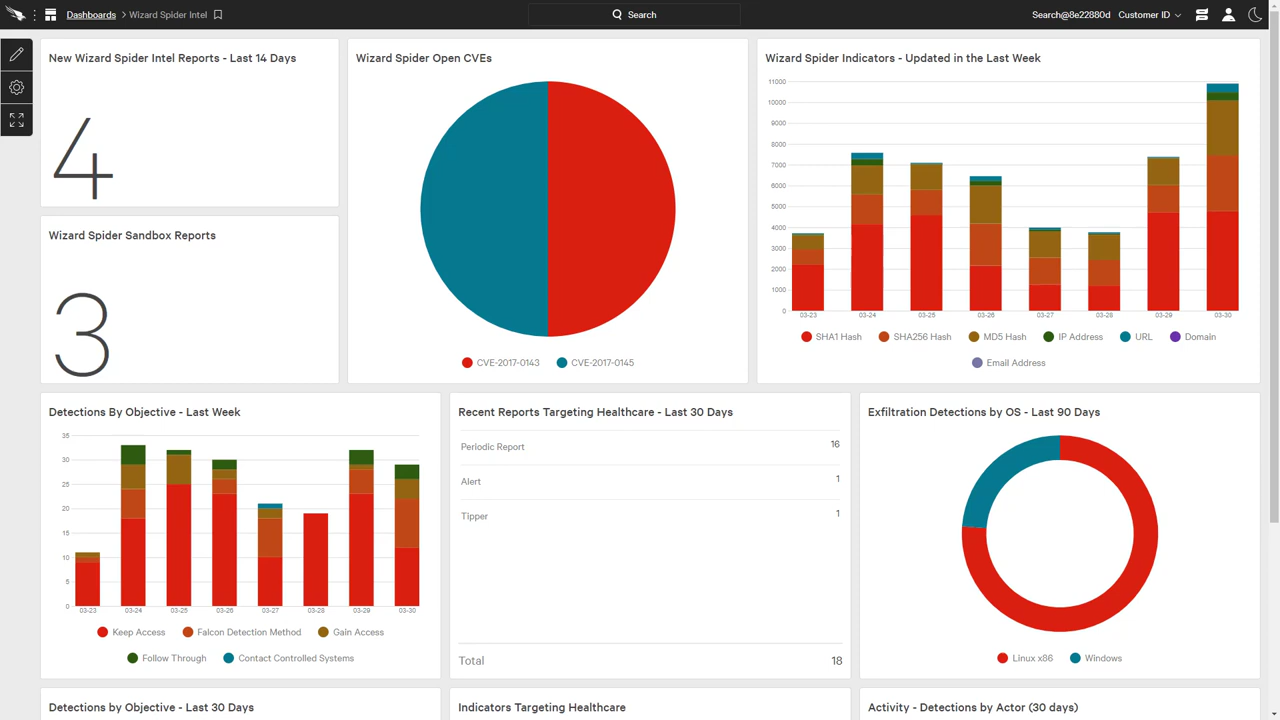 Dashboards > Wizard Spider Intel
Search
Search@8e22880d Customer ID
New Wizard Spider Intel Reports - Last 14 Days
4
Wizard Spider Sandbox Reports
3
Wizard Spider Open CVEs
CVE-2017-0143 CVE-2017-0145
Wizard Spider Indicators - Updated in the Last Week
11000
10000
9000
8000
7000
6000
5000
4000
3000
2000
1000
0
03-23 03-24 03-25 03-26 03-27 03-28 03-29 03-30
SHA1 Hash SHA256 Hash MD5 Hash IP Address URL Domain
Email Address
Detections By Objective - Last Week
35
30
25
20
15
10
5
0
03-23 03-24 03-25 03-26 03-27 03-28 03-29 03-30
Keep Access Falcon Detection Method Gain Access
Follow Through Contact Controlled Systems
Recent Reports Targeting Healthcare - Last 30 Days
Periodic Report 16
Alert 1
Tipper 1
Total 18
Exfiltration Detections by OS - Last 90 Days
Linux x86 Windows
Detections by Objective - Last 30 Days
Indicators Targeting Healthcare
Activity - Detections by Actor (30 days)